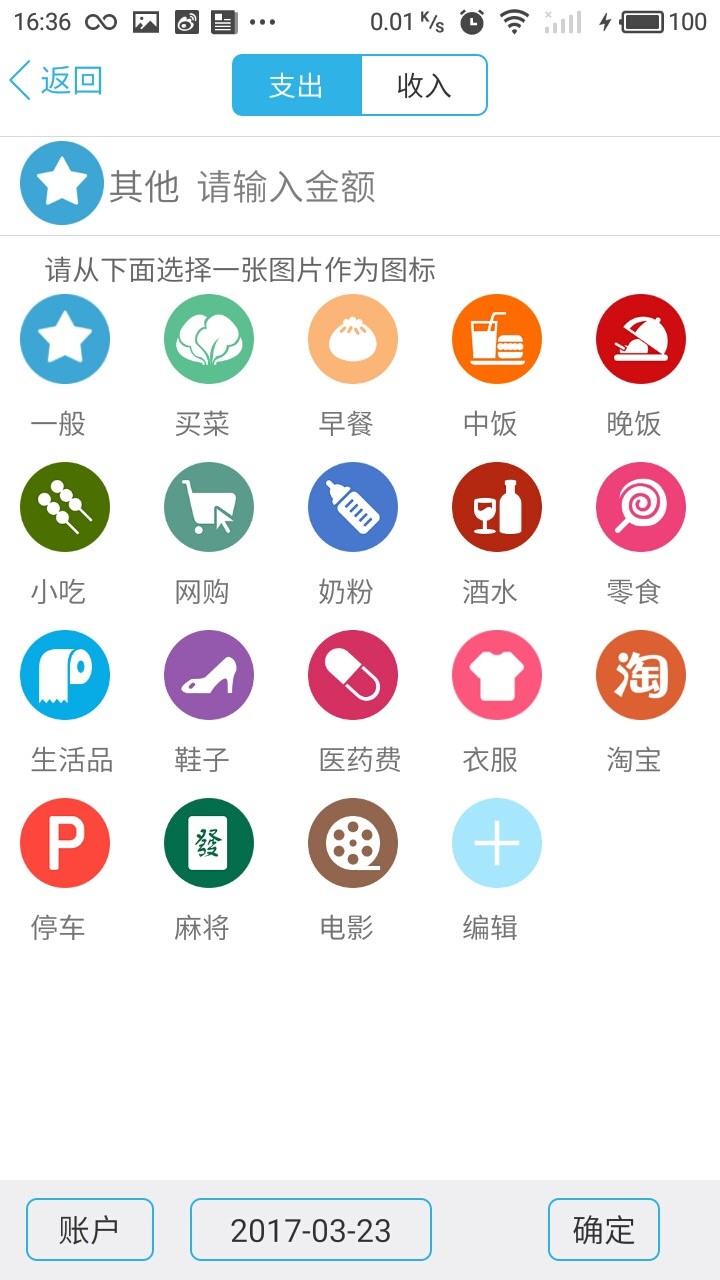 16:36 0.01 K/s 100
返回 支出 收入
其他 请输入金额
请从下面选择一张图片作为图标
一般 买菜 早餐 中饭 晚饭
小吃 网购 奶粉 酒水 零食
淘
生活品 鞋子 医药费 衣服 淘宝
P 發
停车 麻将 电影 编辑
账户 2017-03-23 确定